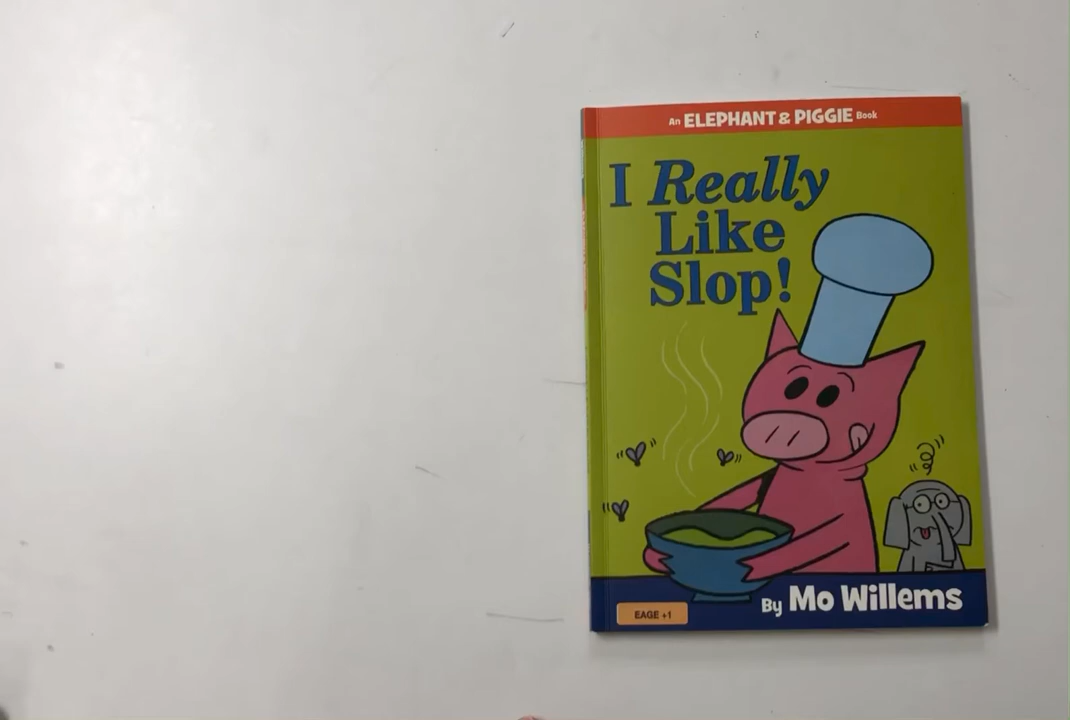 An ELEPHANT & PIGGIE Book
I Really
Like
Slop!
By Mo Willems
EAGE +1